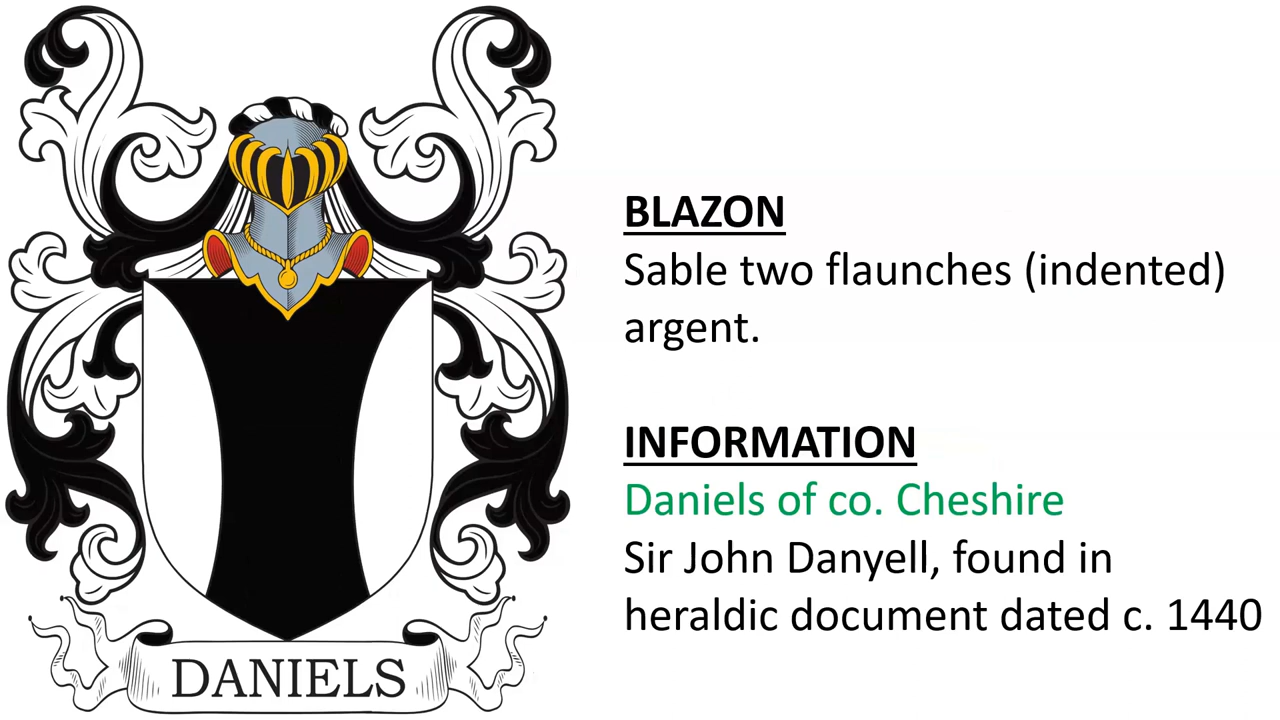 BLAZON
Sable two flaunches (indented)
argent.
INFORMATION
Daniels of co. Cheshire
Sir John Danyell, found in
heraldic document dated c. 1440
DANIELS